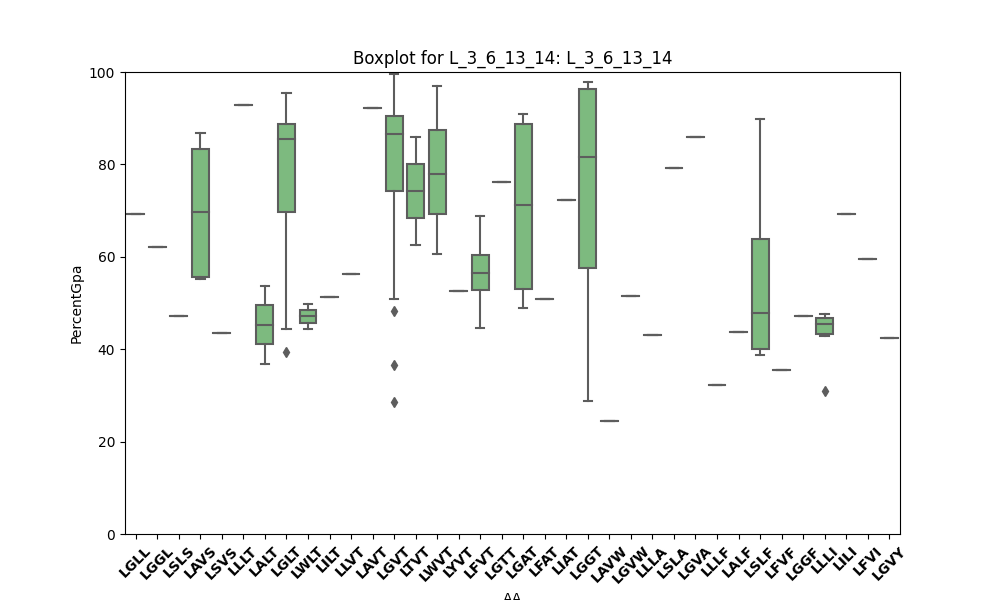 Boxplot for L_3_6_13_14: L_3_6_13_14
100
80
60
40
20
0
PercentGpa
LGLL LGGL LSLS LAVS LSVS LLLT LALT LGLT LWLT LILT LLVT LAVT LGVT LTVT LWVT LYVT LFVT LGTT LGAT LFAT LIAT LGGT LAVW LGVW LLLA LSLA LGVA LLLF LALF LSLF LFVF LGGF LLLI LILI LFVI LGVY
AA